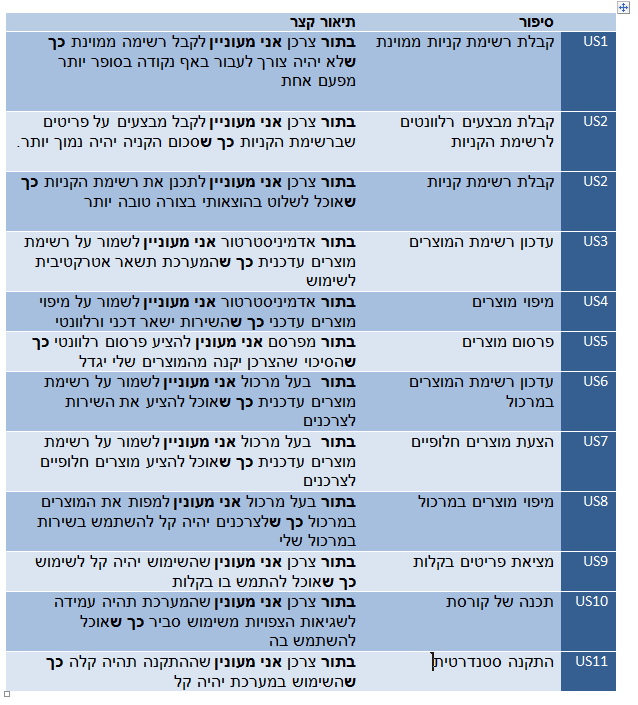 סיפור תיאור קצר
US1 קבלת רשימת קניות ממוינת בתור צרכן אני מעוניין לקבל רשימה ממוינת כך
שלא יהיה צורך לעבור באף נקודה בסופר יותר
מפעם אחת
US2 קבלת מבצעים רלוונטים בתור צרכן אני מעוניין לקבל מבצעים על פריטים
לרשימת הקניות שברשימת הקניות כך שסכום הקניה יהיה נמוך יותר.
US2 קבלת רשימת קניות בתור צרכן אני מעוניין לתכנן את רשימת הקניות כך
שאוכל לשלוט בהוצאותי בצורה טובה יותר
US3 עדכון רשימת המוצרים בתור אדמיניסטרטור אני מעוניין לשמור על רשימת
מוצרים עדכנית כך שהמערכת תשאר אטרקטיבית
לשימוש
US4 מיפוי מוצרים בתור אדמיניסטרטור אני מעוניין לשמור על מיפוי
מוצרים עדכני כך שהשירות ישאר דכני ורלוונטי
US5 פרסום מוצרים בתור מפרסם אני מעונין להציע פרסום רלוונטי כך
שהסיכוי שהצרכן יקנה מהמוצרים שלי יגדל
US6 עדכון רשימת המוצרים בתור בעל מרכול אני מעוניין לשמור על רשימת
במרכול מוצרים עדכנית כך שאוכל להציע את השירות
לצרכנים
US7 הצעת מוצרים חלופיים בתור בעל מרכול אני מעוניין לשמור על רשימת
מוצרים עדכנית כך שאוכל להציע מוצרים חלופיים
לצרכנים
US8 מיפוי מוצרים במרכול בתור בעל מרכול אני מעונין למפות את המוצרים
במרכול כך שלצרכנים יהיה קל להשתמש בשירות
במרכול שלי
US9 מציאת פריטים בקלות בתור צרכן אני מעונין שהשימוש יהיה קל לשימוש
כך שאוכל להתמש בו בקלות
US10 תכנה של קורסת בתור צרכן אני מעונין שהמערכת תהיה עמידה
לשגיאות הצפויות משימוש סביר כך שאוכל
להשתמש בה
US11 התקנה סטנדרטית בתור צרכן אני מעונין שההתקנה תהיה קלה כך
שהשימוש במערכת יהיה קל